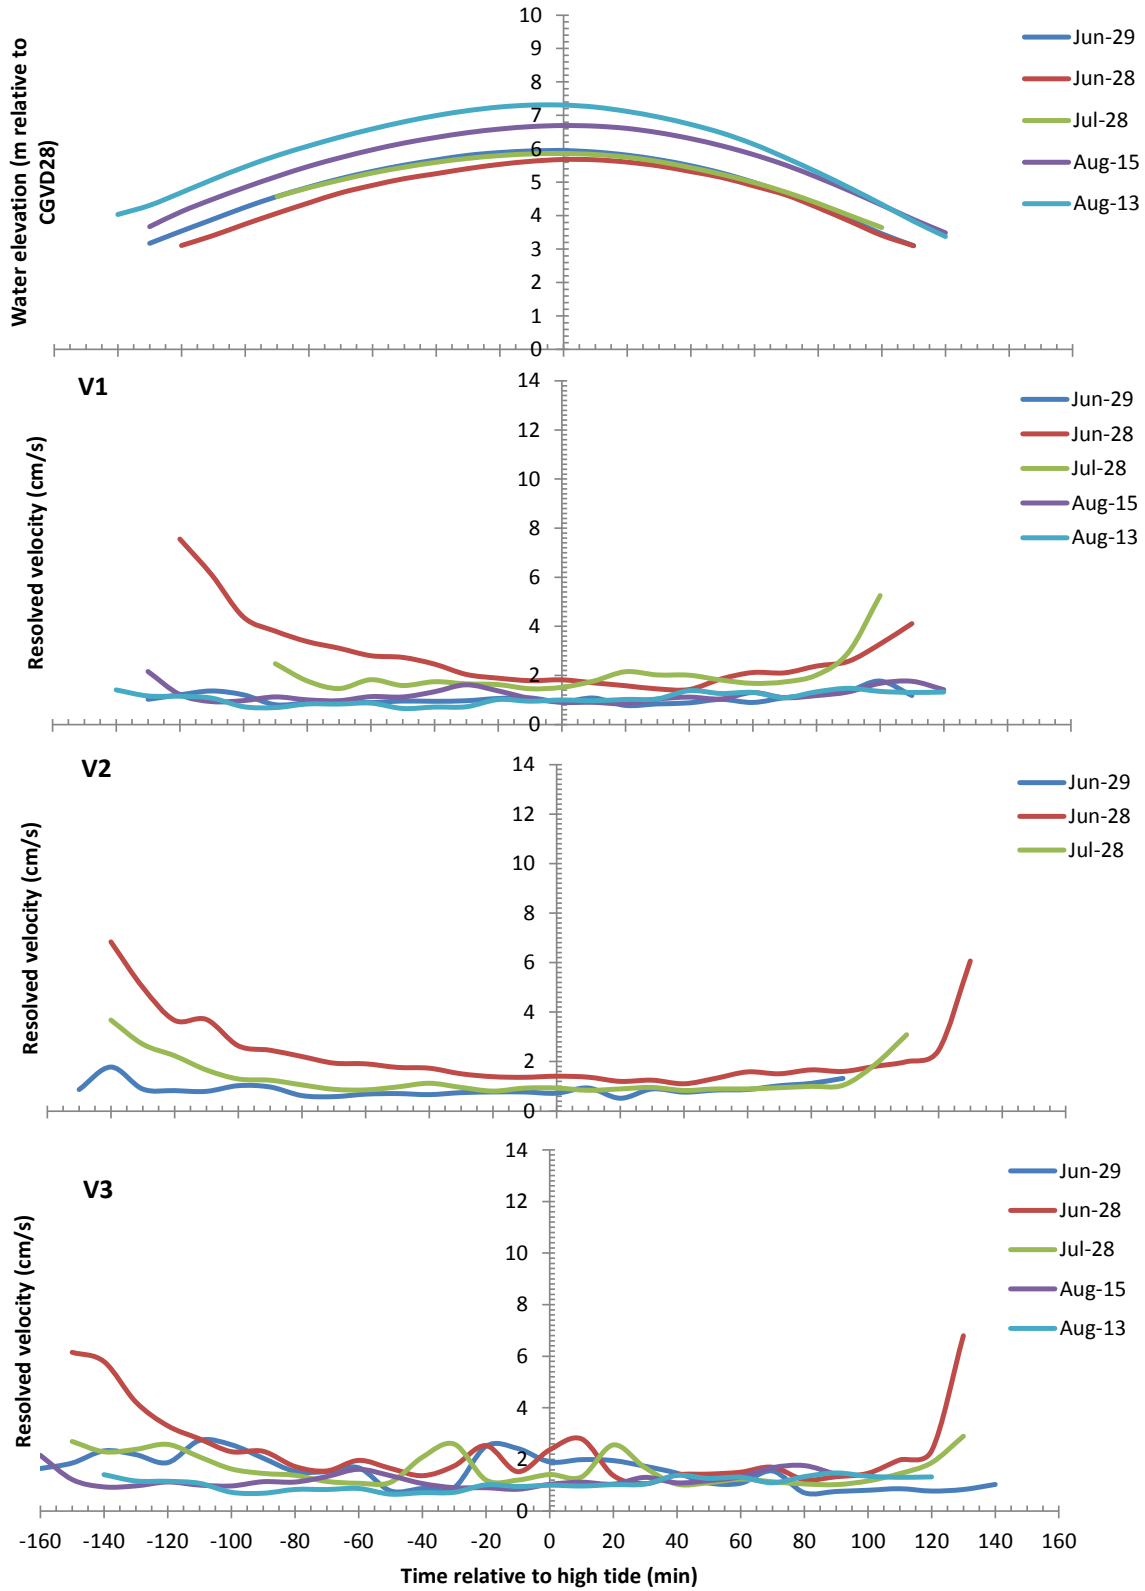 Water elevation (m relative to
CGVD28)
10
9
8
7
6
5
4
3
2
1
0
Jun-29
Jun-28
Jul-28
Aug-15
Aug-13
V1
Resolved velocity (cm/s)
14
12
10
8
6
4
2
0
Jun-29
Jun-28
Jul-28
Aug-15
Aug-13
V2
Resolved velocity (cm/s)
14
12
10
8
6
4
2
0
Jun-29
Jun-28
Jul-28
V3
Resolved velocity (cm/s)
14
12
10
8
6
4
2
0
Jun-29
Jun-28
Jul-28
Aug-15
Aug-13
-160 -140 -120 -100 -80 -60 -40 -20 0 20 40 60 80 100 120 140 160
Time relative to high tide (min)